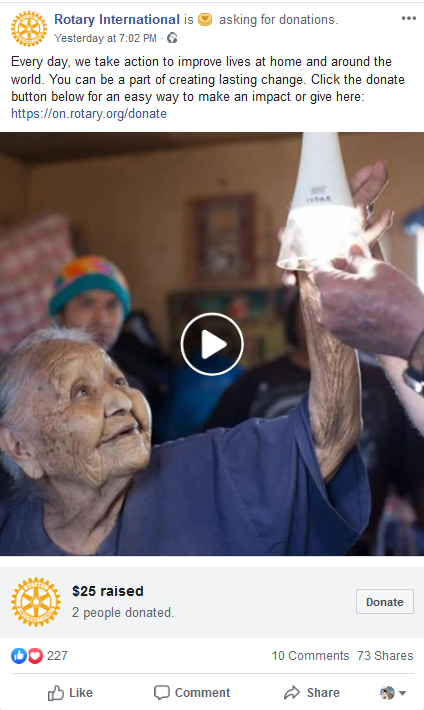 Rotary International is asking for donations.
Yesterday at 7:02 PM ·
Every day, we take action to improve lives at home and around the
world. You can be a part of creating lasting change. Click the donate
button below for an easy way to make an impact or give here:
https://on.rotary.org/donate
$25 raised
2 people donated.
Donate
227
10 Comments 73 Shares
Like
Comment
Share